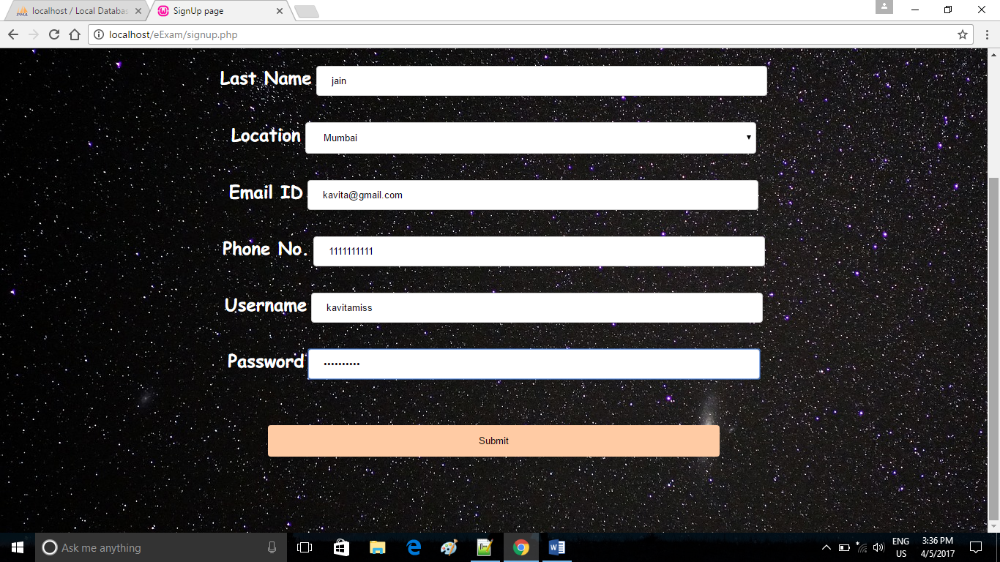 PMA localhost / Local Databas
SignUp page
localhost/eExam/signup.php
Last Name jain
Location Mumbai
Email ID kavita@gmail.com
Phone No. 1111111111
Username kavitamiss
Password ••••••••••
Submit
Ask me anything
ENG 3:36 PM
US 4/5/2017